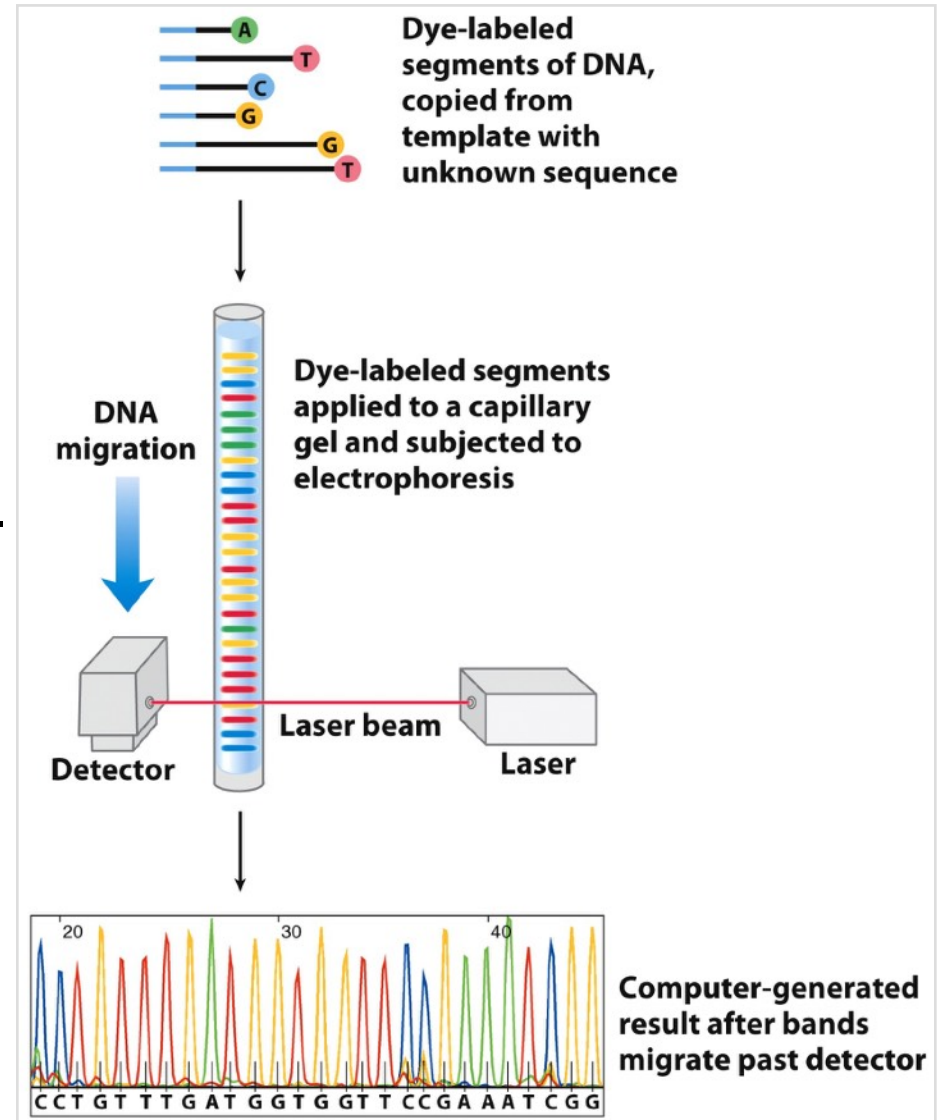 A
T
C
G
G
T
Dye-labeled
segments of DNA,
copied from
template with
unknown sequence
DNA
migration
Dye-labeled segments
applied to a capillary
gel and subjected to
electrophoresis
Laser beam
Detector
Laser
20 30 40
C C T G T T T G A T G G T G G T T C C G A A A T C G G
Computer-generated
result after bands
migrate past detector